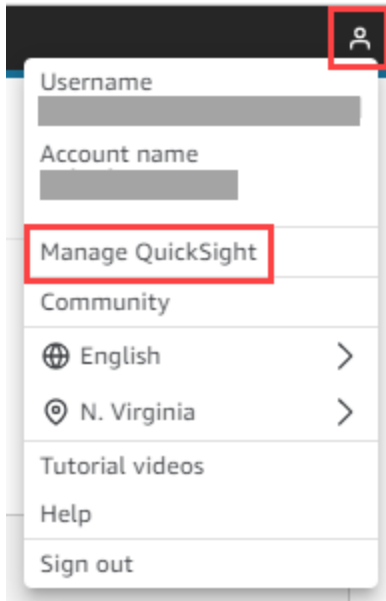 Username
Account name
Manage QuickSight
Community
English
N. Virginia
Tutorial videos
Help
Sign out